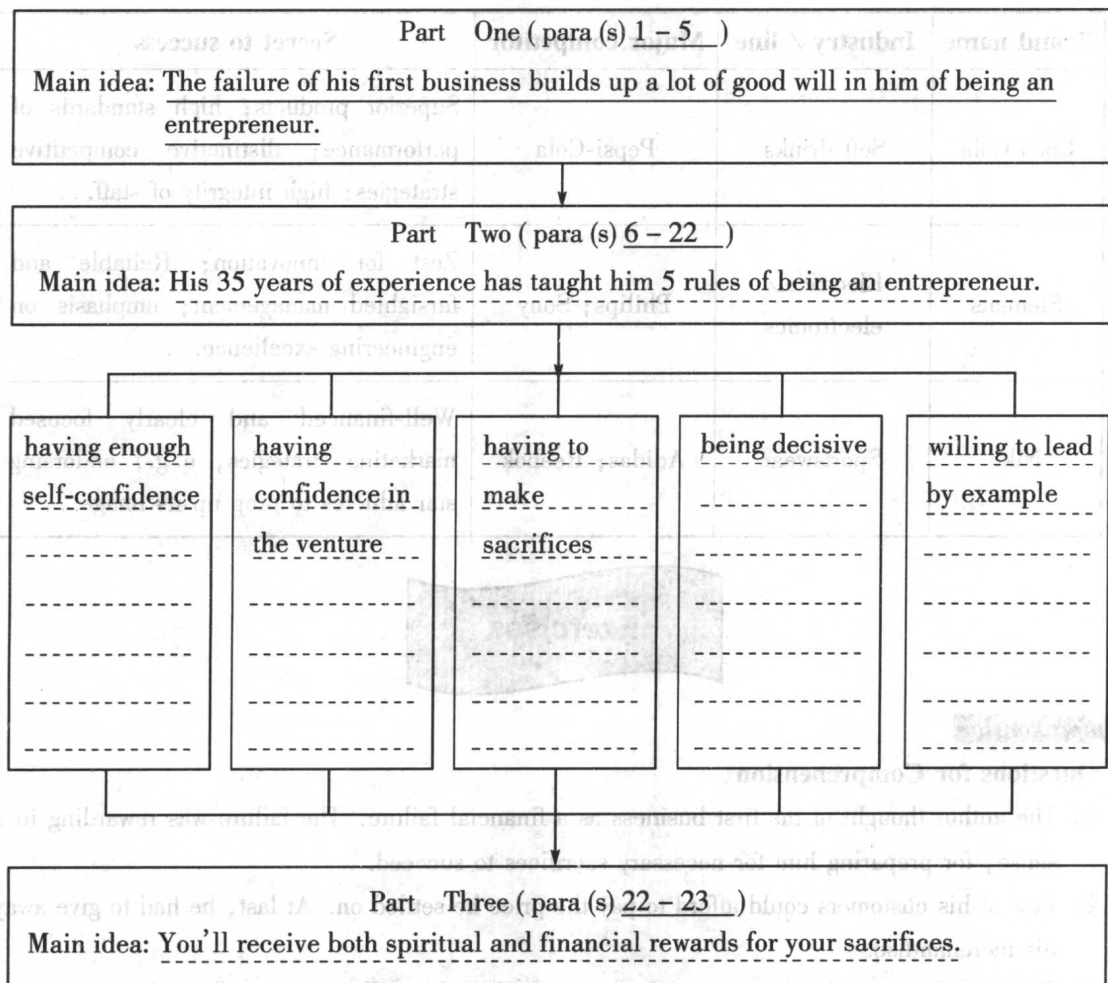 Part One para (s) 1 – 5 )
Main idea: The failure of his first business builds up a lot of good will in him of being an
entrepreneur.
Part Two ( para (s) 6 – 22 )
Main idea: His 35 years of experience has taught him 5 rules of being an entrepreneur.
having enough
self-confidence
having
confidence in
the venture
having to
make
sacrifices
being decisive
willing to lead
by example
Part Three ( para (s) 22 – 23 )
Main idea: You'll receive both spiritual and financial rewards for your sacrifices.